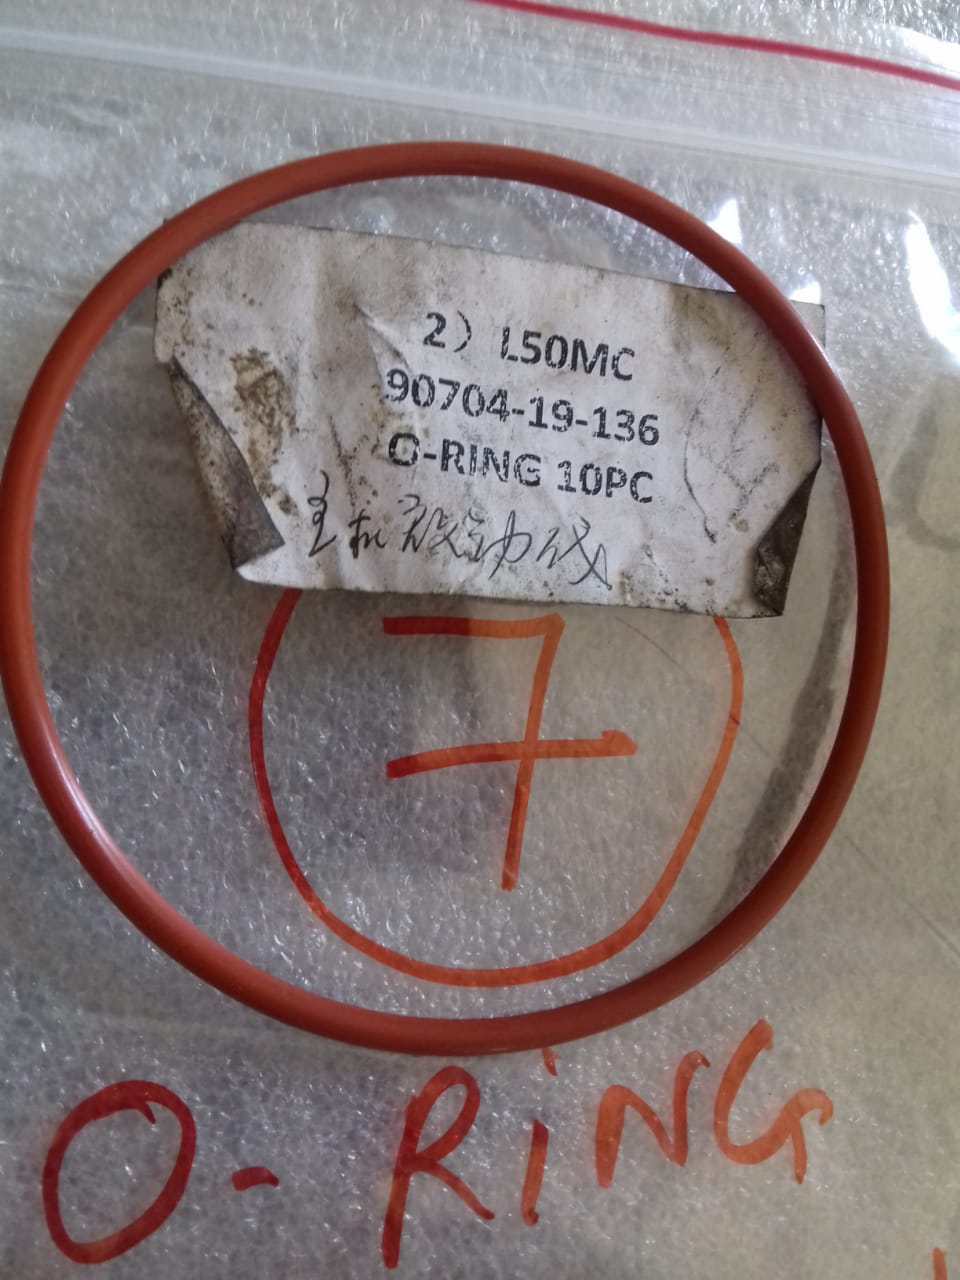 2) L50MC
90704-19-136
O-RING 10PC
主机
7
O-RiNG